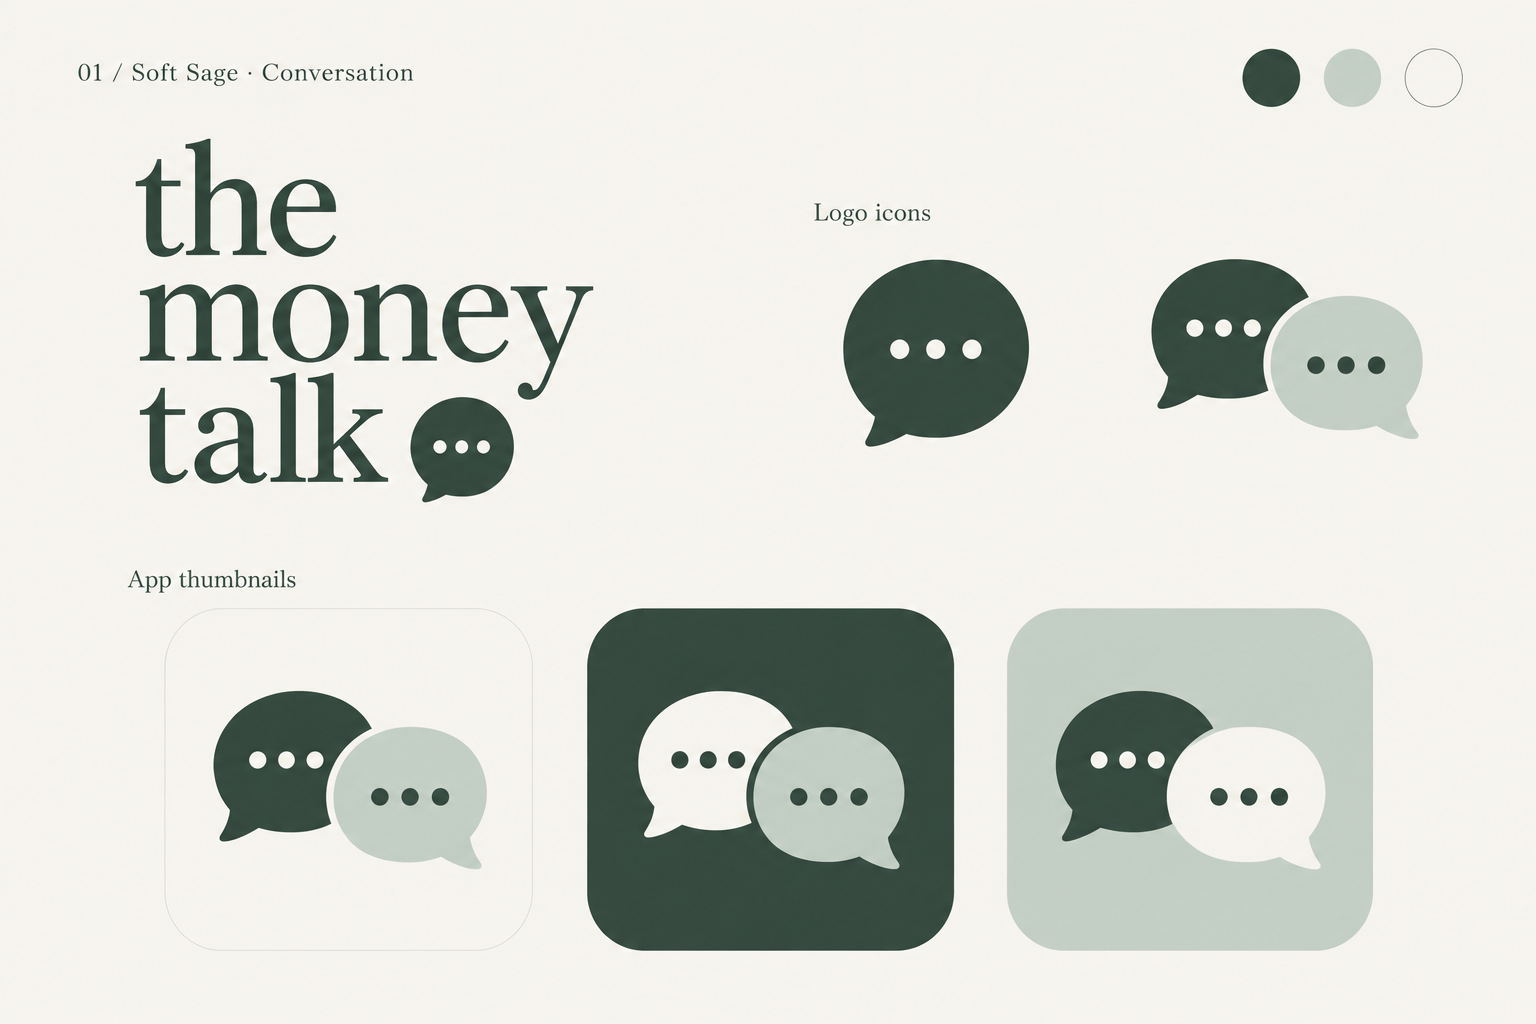 01 / Soft Sage · Conversation
the
money
talk
Logo icons
App thumbnails